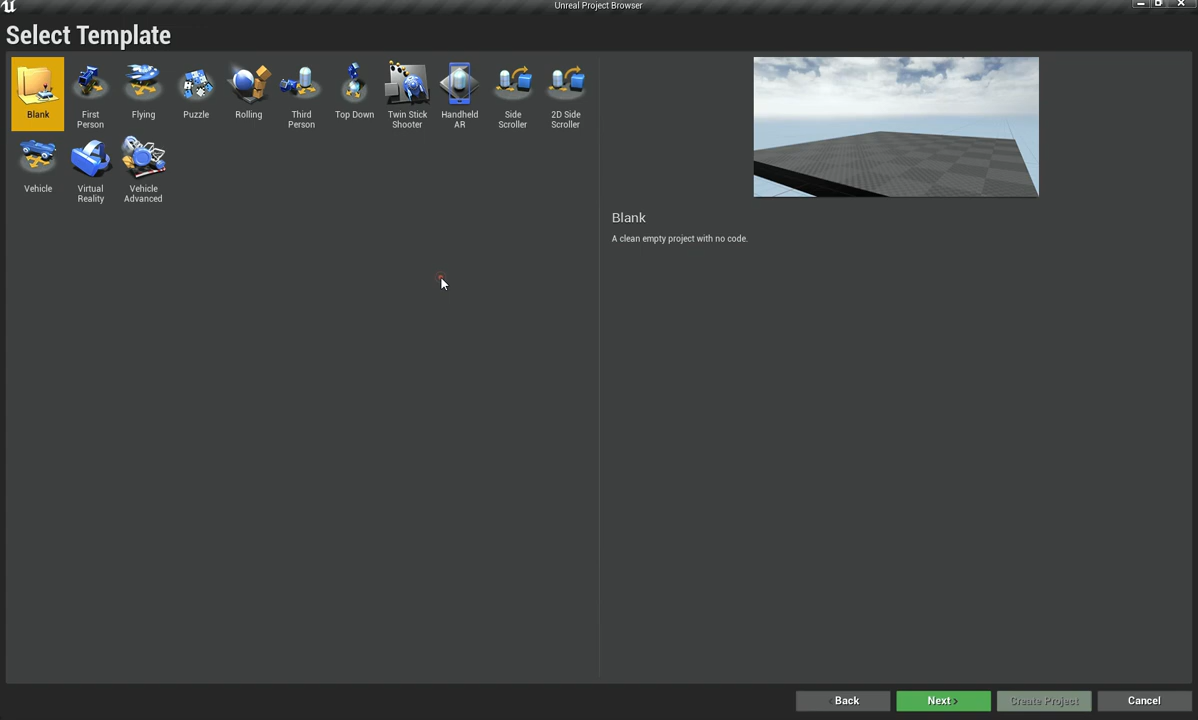 Unreal Project Browser
Select Template
Blank
First
Person
Flying
Puzzle
Rolling
Third
Person
Top Down
Twin Stick
Shooter
Handheld
AR
Side
Scroller
2D Side
Scroller
Vehicle
Virtual
Reality
Vehicle
Advanced
Blank
A clean empty project with no code.
Back
Next >
Create Project
Cancel